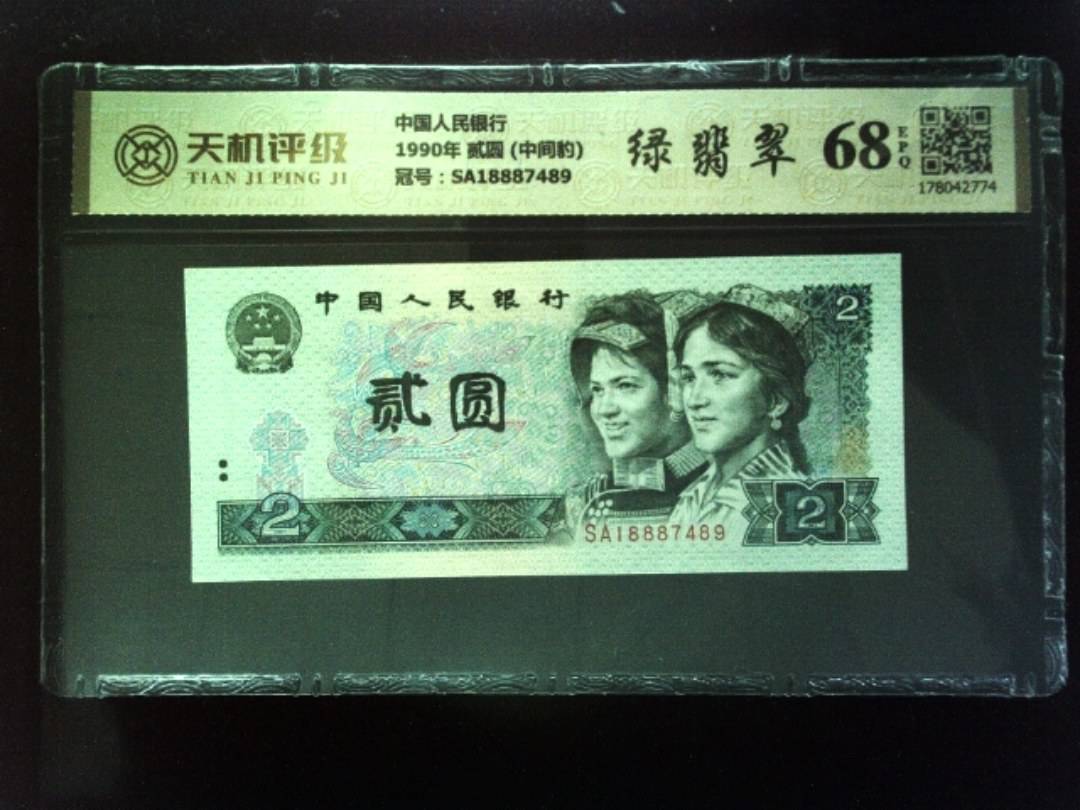 天机评级
TIAN JI PING JI
中国人民银行
1990年 贰圆 (中间豹)
冠号：SA18887489
绿翡翠
68
EPQ
178042774
中国人民银行
2
贰圆
2
SA18887489
2